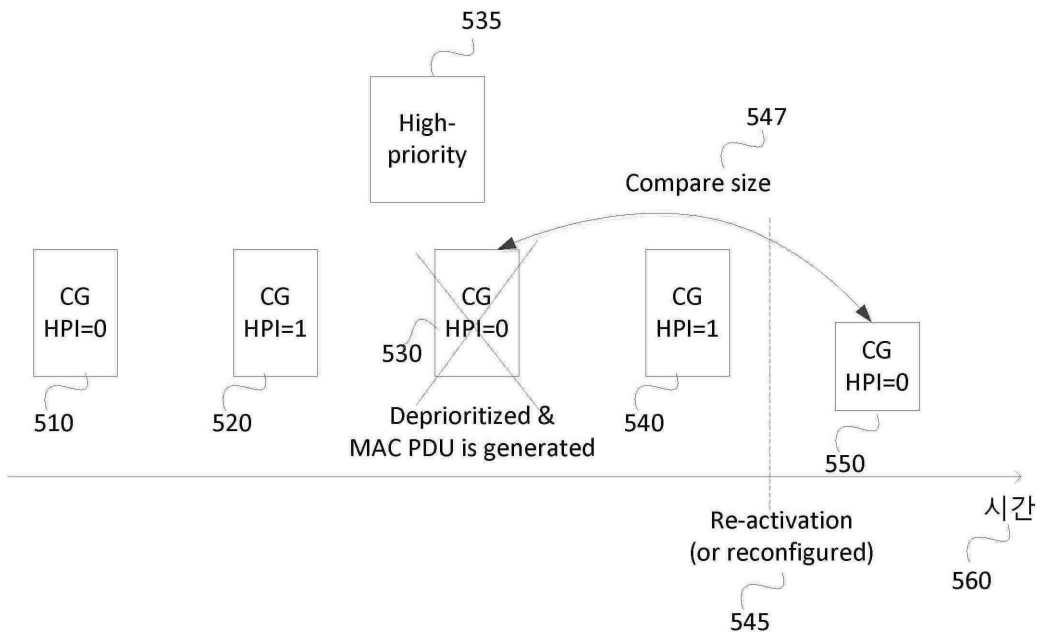 535
High-
priority
547
Compare size
CG
HPI=0
510
CG
HPI=1
520
CG
HPI=0
530
Deprioritized &
MAC PDU is generated
CG
HPI=1
540
CG
HPI=0
550
시간
560
Re-activation
(or reconfigured)
545